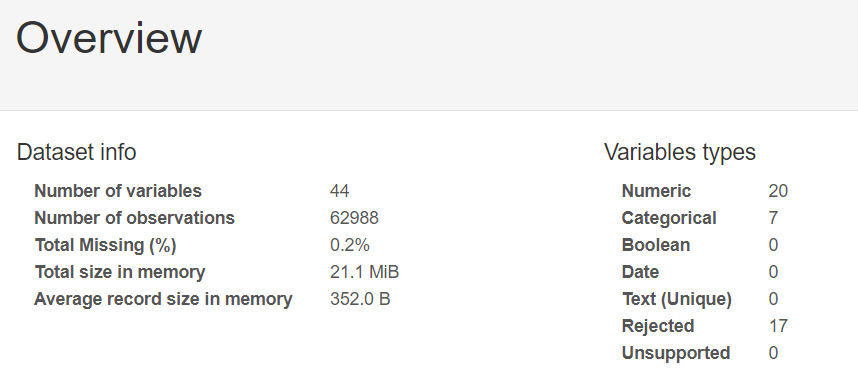 Overview
Dataset info
Number of variables 44
Number of observations 62988
Total Missing (%) 0.2%
Total size in memory 21.1 MiB
Average record size in memory 352.0 B
Variables types
Numeric 20
Categorical 7
Boolean 0
Date 0
Text (Unique) 0
Rejected 17
Unsupported 0